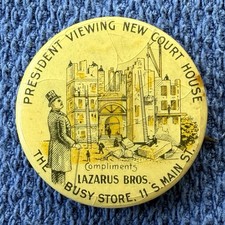 PRESIDENT VIEWING NEW COURT HOUSE
Compliments
LAZARUS BROS.
THE BUSY STORE, 11 S. MAIN ST.